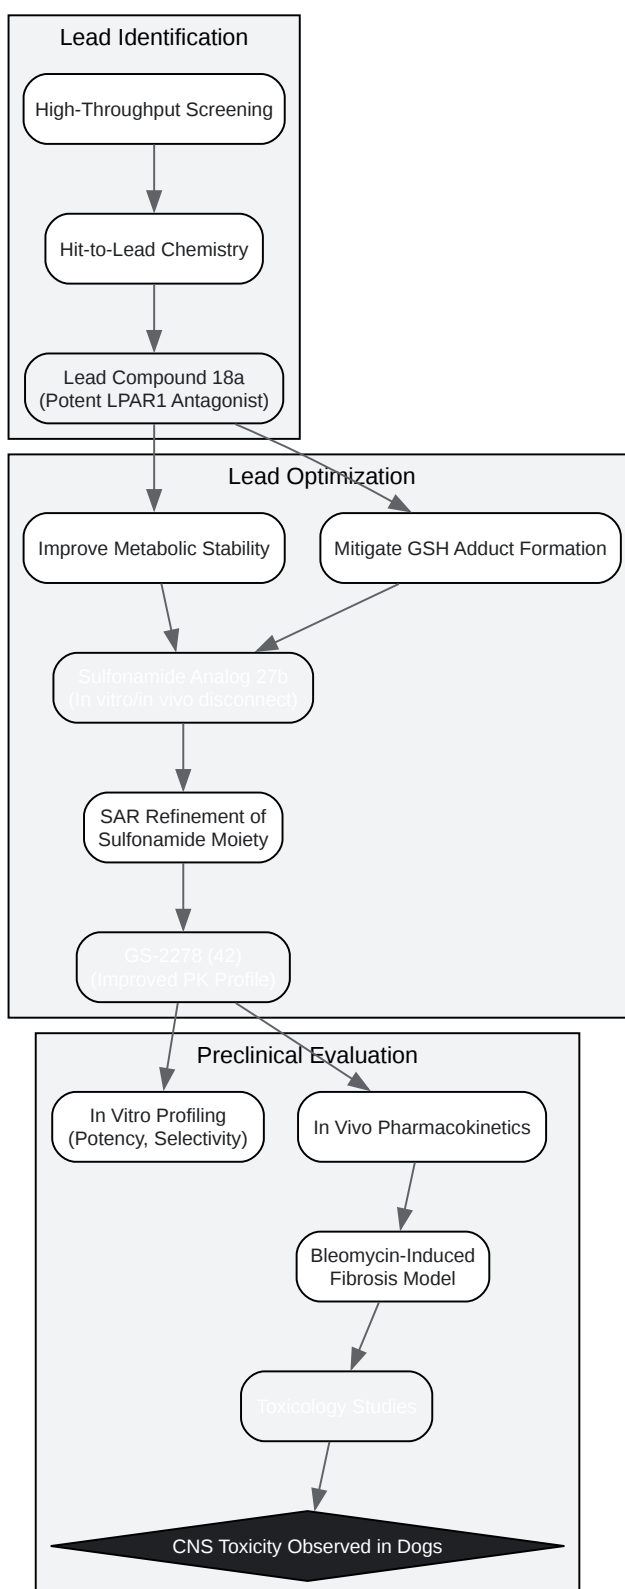 Lead Identification
High-Throughput Screening
Hit-to-Lead Chemistry
Lead Compound 18a
(Potent LPAR1 Antagonist)
Lead Optimization
Improve Metabolic Stability
Mitigate GSH Adduct Formation
Sulfonamide Analog 27b
(In vitro/in vivo disconnect)
SAR Refinement of
Sulfonamide Moiety
GS-2278 (42)
(Improved PK Profile)
Preclinical Evaluation
In Vitro Profiling
(Potency, Selectivity)
In Vivo Pharmacokinetics
Bleomycin-Induced
Fibrosis Model
Toxicology Studies
CNS Toxicity Observed in Dogs